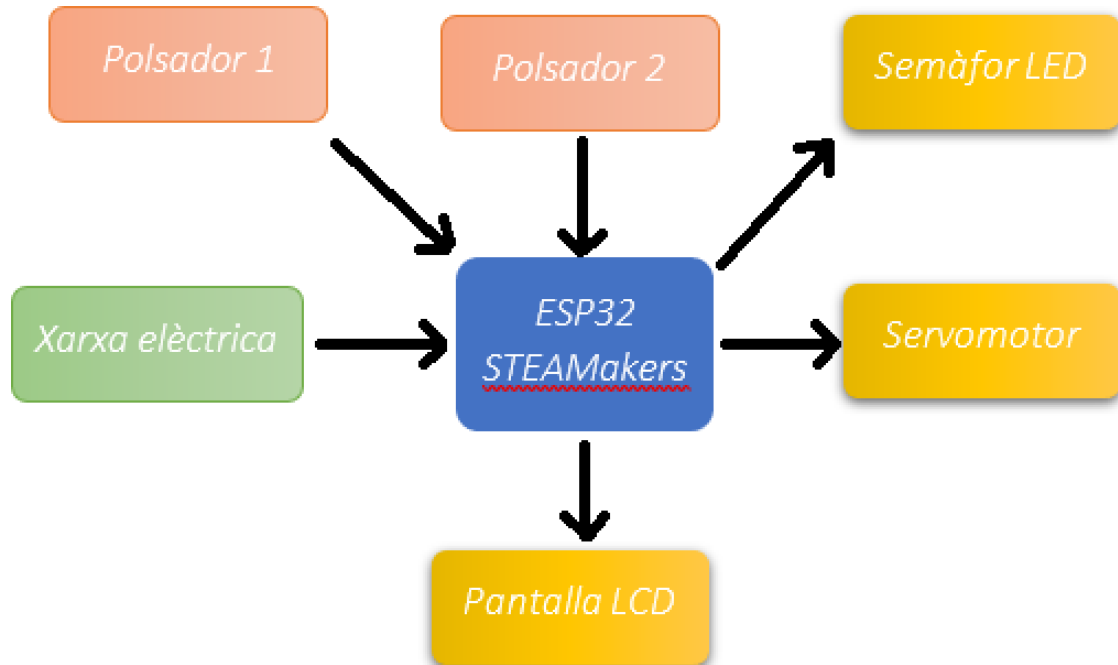 Polsador 1
Polsador 2
Semàfor LED
Xarxa elèctrica
ESP32
STEAMakers
Servomotor
Pantalla LCD